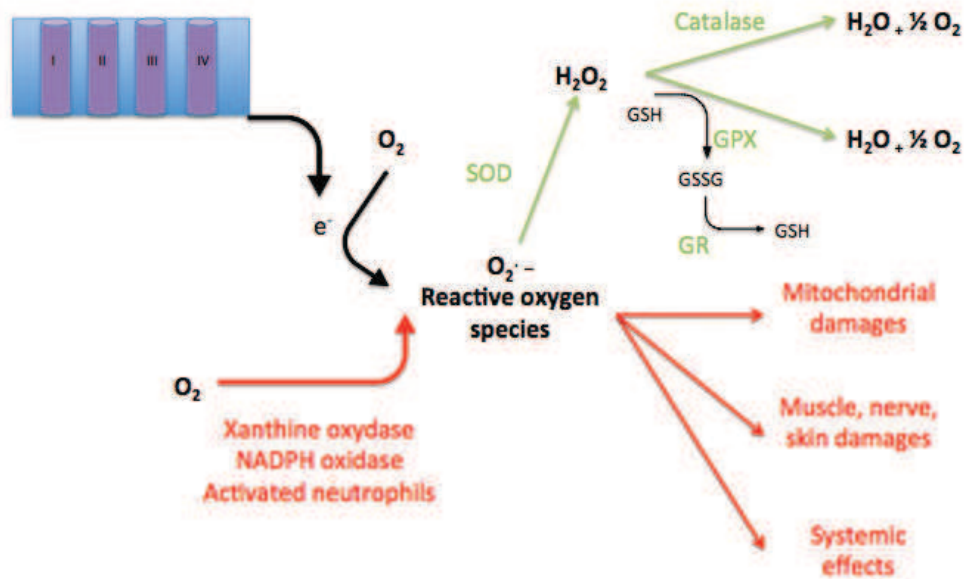 I II III IV
Catalase
H₂O + ½ O₂
H₂O₂
GSH
GPX
H₂O + ½ O₂
O₂
SOD
GSSG
e⁻
GR
GSH
O₂·−
Reactive oxygen
species
Mitochondrial
damages
O₂
Xanthine oxydase
NADPH oxidase
Activated neutrophils
Muscle, nerve,
skin damages
Systemic
effects